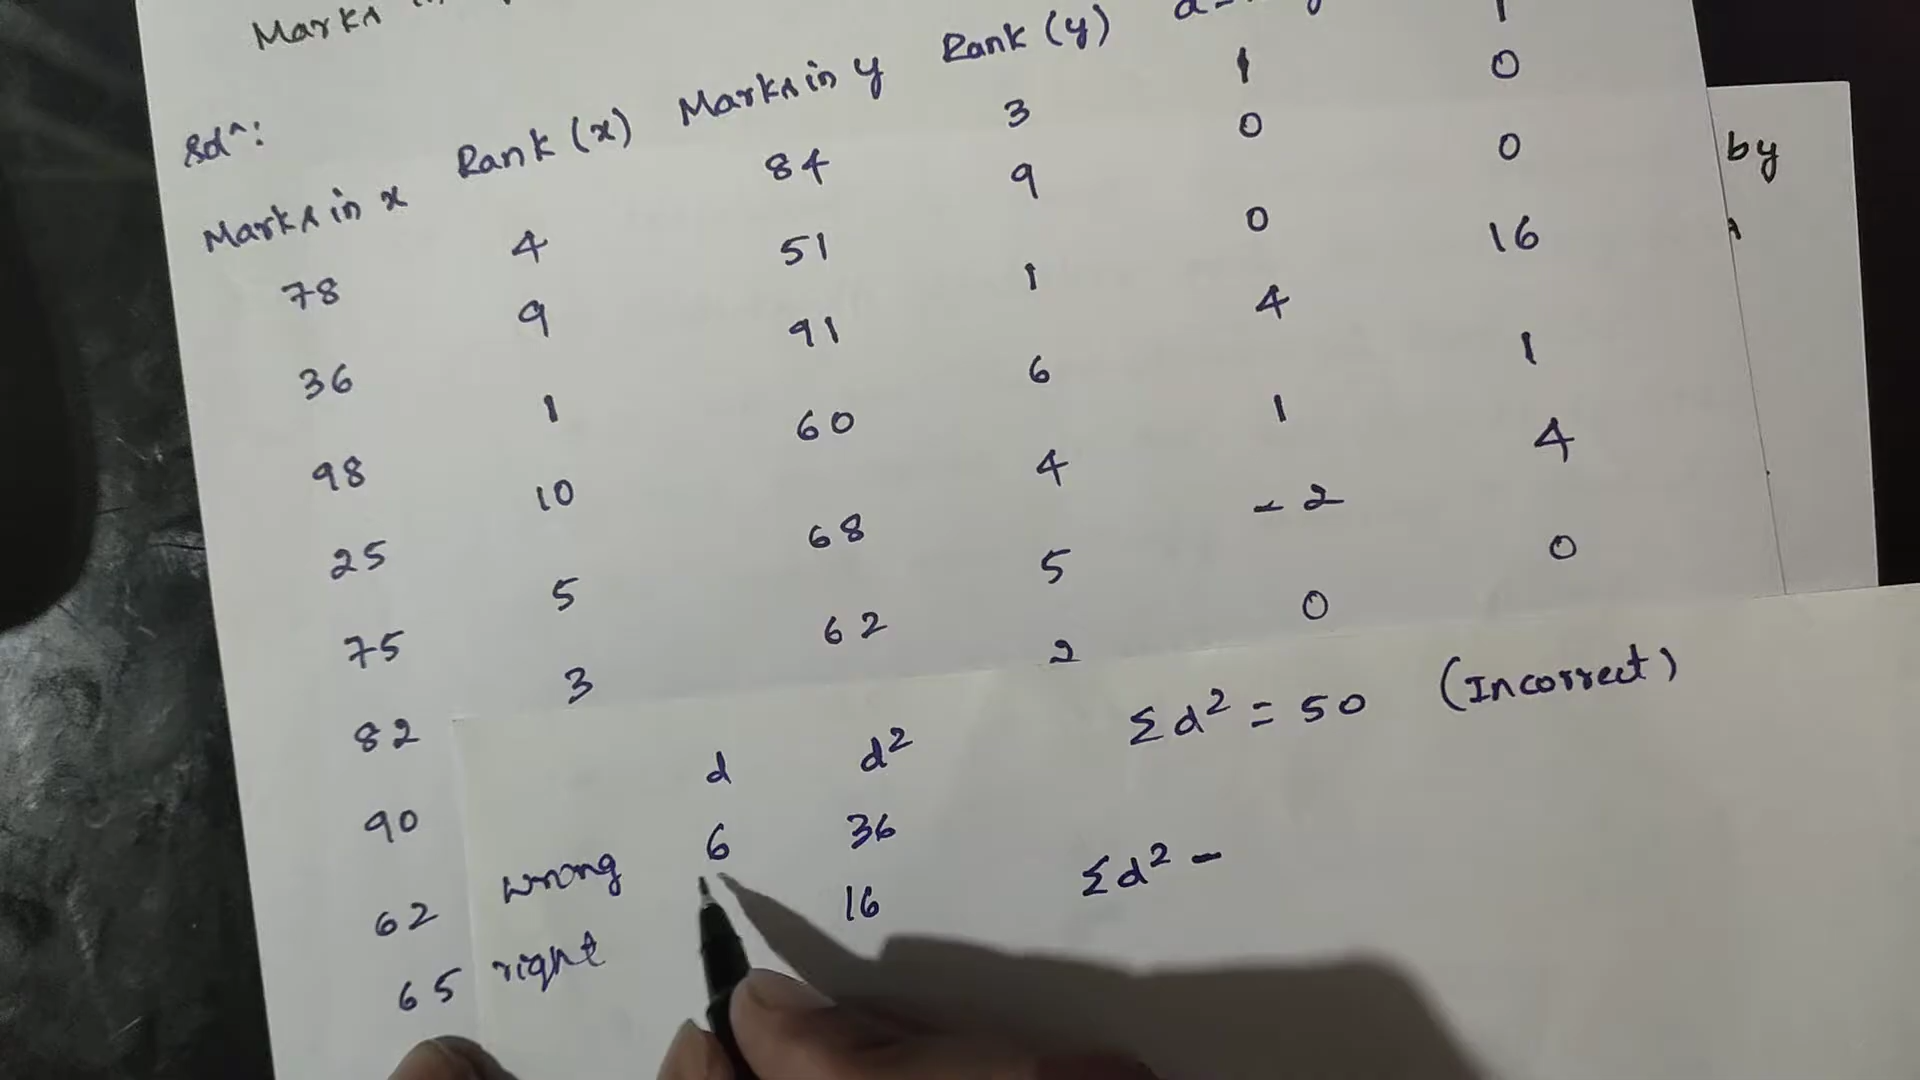 Marks in
Soln:
Marks in x Rank (x) Marks in y Rank (y)
78 4 84 3 1 1
36 9 51 9 0 0
98 1 91 1 0 0
25 10 60 6 4 16
75 5 68 4 1 1
82 3 62 5 -2 4
90 2 0 0
62
65
d d²
wrong 6 36
right 16
Σd² = 50 (Incorrect)
Σd² -
by